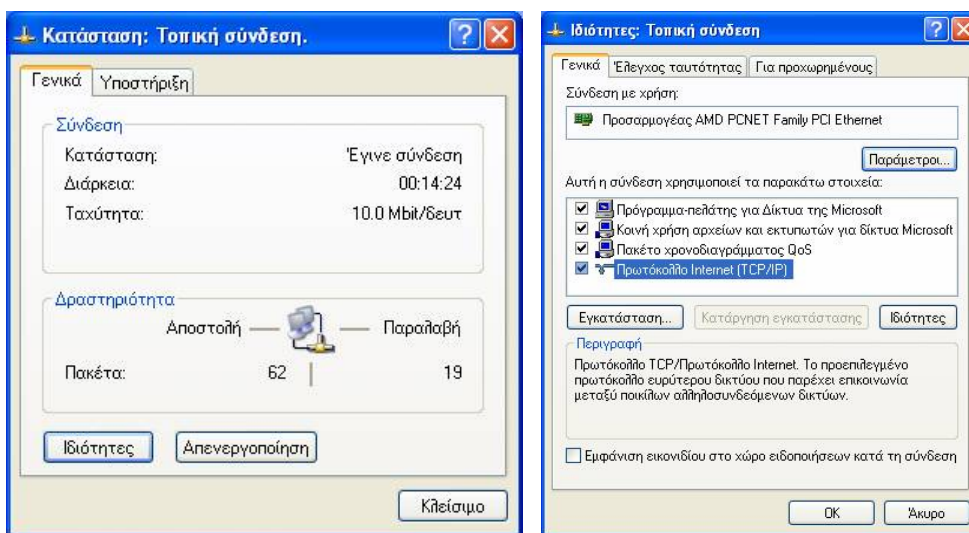 Κατάσταση: Τοπική σύνδεση.
Γενικά Υποστήριξη
Σύνδεση
Κατάσταση: Έγινε σύνδεση
Διάρκεια: 00:14:24
Ταχύτητα: 10.0 Mbit/δευτ
Δραστηριότητα
Αποστολή Παραλαβή
Πακέτα: 62 19
Ιδιότητες Απενεργοποίηση
Κλείσιμο
Ιδιότητες: Τοπική σύνδεση
Γενικά Έλεγχος ταυτότητας Για προχωρημένους
Σύνδεση με χρήση:
Προσαρμογέας AMD PCNET Family PCI Ethernet
Παράμετροι...
Αυτή η σύνδεση χρησιμοποιεί τα παρακάτω στοιχεία:
Πρόγραμμα-πελάτης για Δίκτυα της Microsoft
Κοινή χρήση αρχείων και εκτυπωτών για δίκτυα Microsoft
Πακέτο χρονοδιαγράμματος QoS
Πρωτόκολλο Internet (TCP/IP)
Εγκατάσταση... Κατάργηση εγκατάστασης Ιδιότητες
Περιγραφή
Πρωτόκολλο TCP/Πρωτόκολλο Internet. Το προεπιλεγμένο
πρωτόκολλο ευρύτερου δικτύου που παρέχει επικοινωνία
μεταξύ ποικίλων αλληλοσυνδεόμενων δικτύων.
Εμφάνιση εικονιδίου στο χώρο ειδοποιήσεων κατά τη σύνδεση
OK Άκυρο